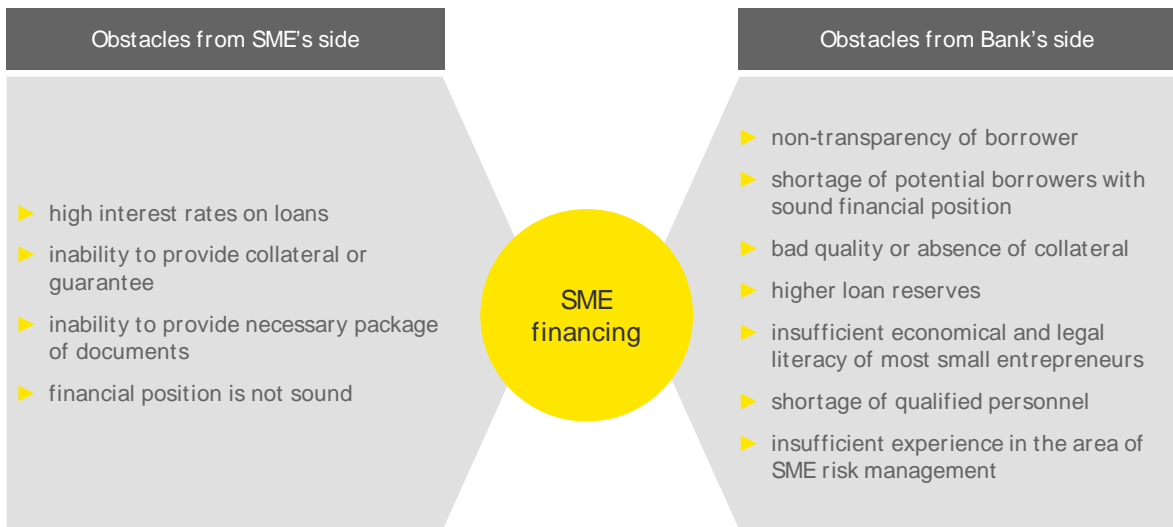 Obstacles from SME's side
high interest rates on loans
inability to provide collateral or
guarantee
inability to provide necessary package
of documents
financial position is not sound
SME
financing
Obstacles from Bank's side
non-transparency of borrower
shortage of potential borrowers with
sound financial position
bad quality or absence of collateral
higher loan reserves
insufficient economical and legal
literacy of most small entrepreneurs
shortage of qualified personnel
insufficient experience in the area of
SME risk management